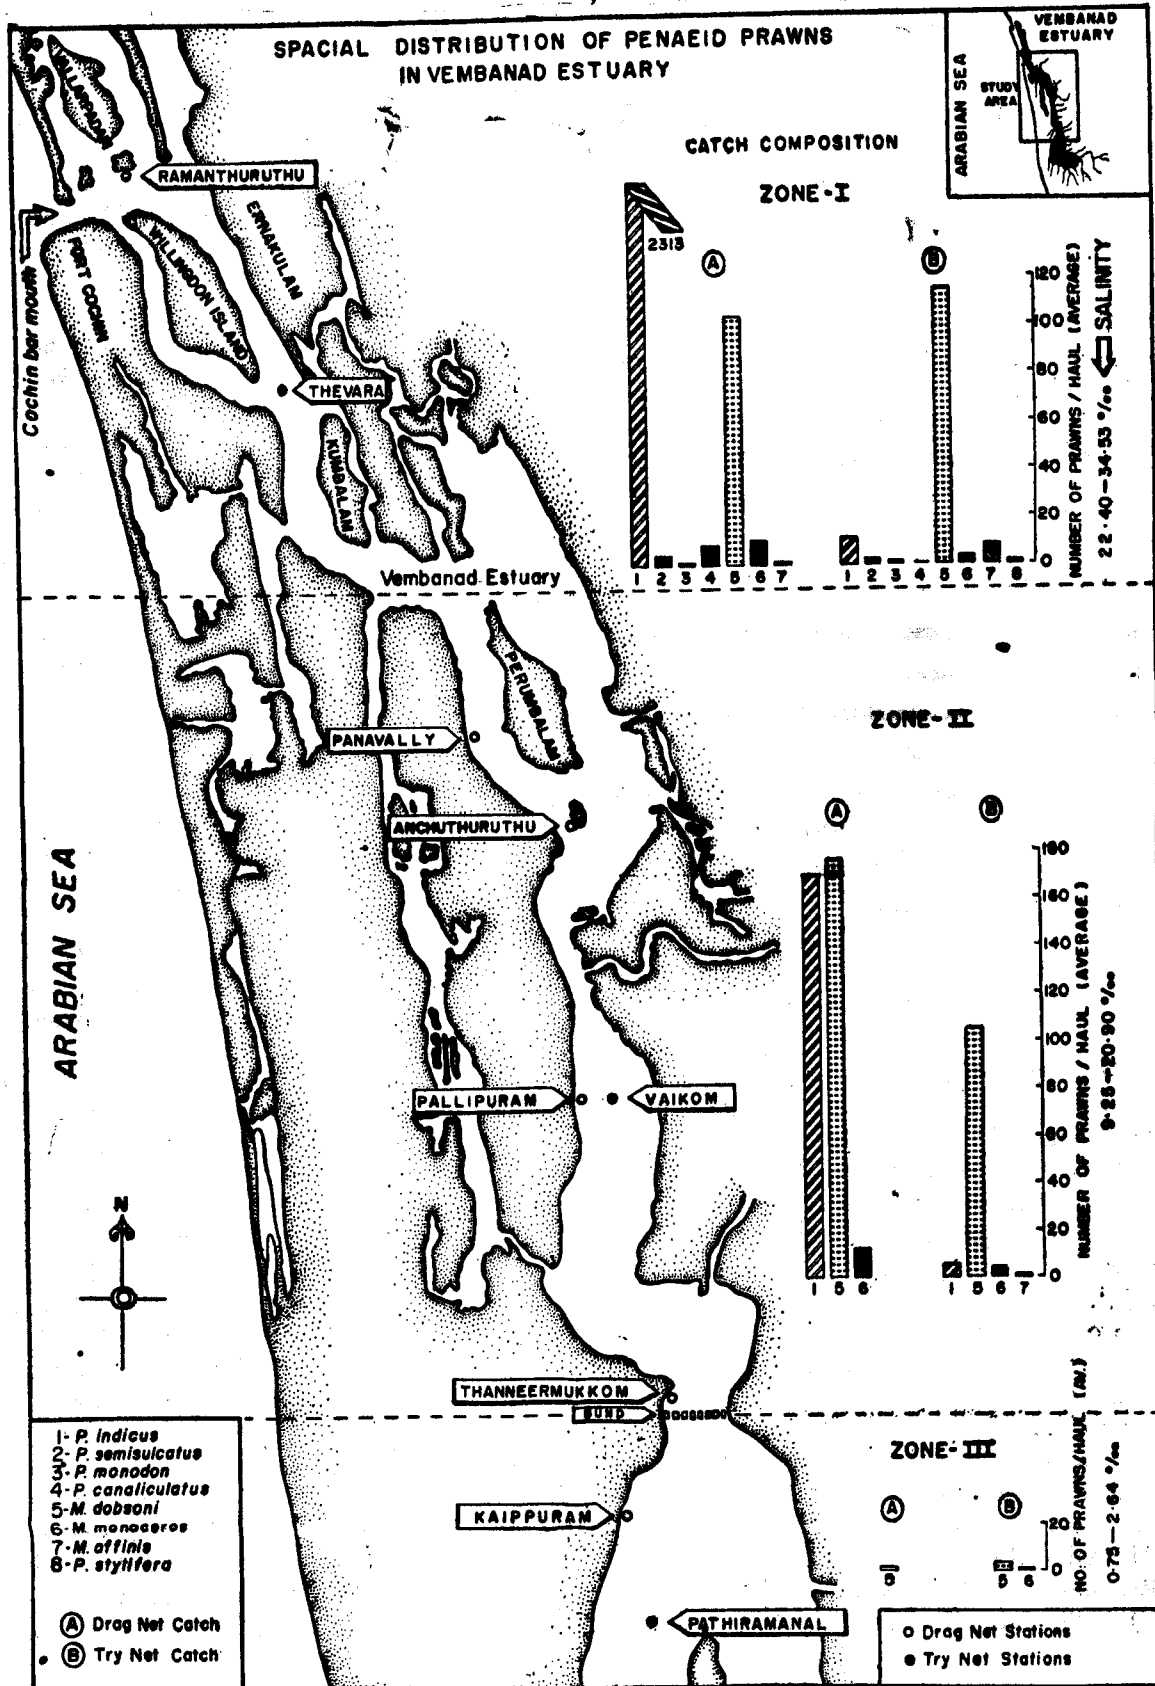 SPACIAL DISTRIBUTION OF PENAEID PRAWNS
IN VEMBANAD ESTUARY
VEMBANAD
ESTUARY
ARABIAN SEA
STUDY
AREA
CATCH COMPOSITION
ZONE-I
2313
A
B
NUMBER OF PRAWNS / HAUL (AVERAGE)
22·40–34·53 °/oo ⇐ SALINITY
120
100
80
60
40
20
0
1 2 3 4 5 6 7
1 2 3 4 5 6 7 8
VALLARPADAM
RAMANTHURUTHU
ERNAKULAM
WILLINGDON ISLAND
FORT COCHIN
Cochin bar mouth
THEVARA
KUMBALAM
Vembanad Estuary
PERUMBALAM
PANAVALLY
ANCHUTHURUTHU
ARABIAN SEA
PALLIPURAM
VAIKOM
N
THANNEERMUKKOM
BUND
KAIPPURAM
PATHIRAMANAL
ZONE-II
A
B
180
160
140
120
100
80
60
40
20
0
NUMBER OF PRAWNS / HAUL (AVERAGE)
9·25–20·90 °/oo
1 5 6
1 5 6 7
ZONE-III
A
B
20
0
NO: OF PRAWNS/HAUL (AV.)
0·75–2·64 °/oo
5
5 6
1- P. indicus
2- P. semisulcatus
3- P. monodon
4- P. canaliculatus
5- M. dobsoni
6- M. monoceros
7- M. affinis
8- P. stylifera
A Drag Net Catch
B Try Net Catch
Drag Net Stations
Try Net Stations